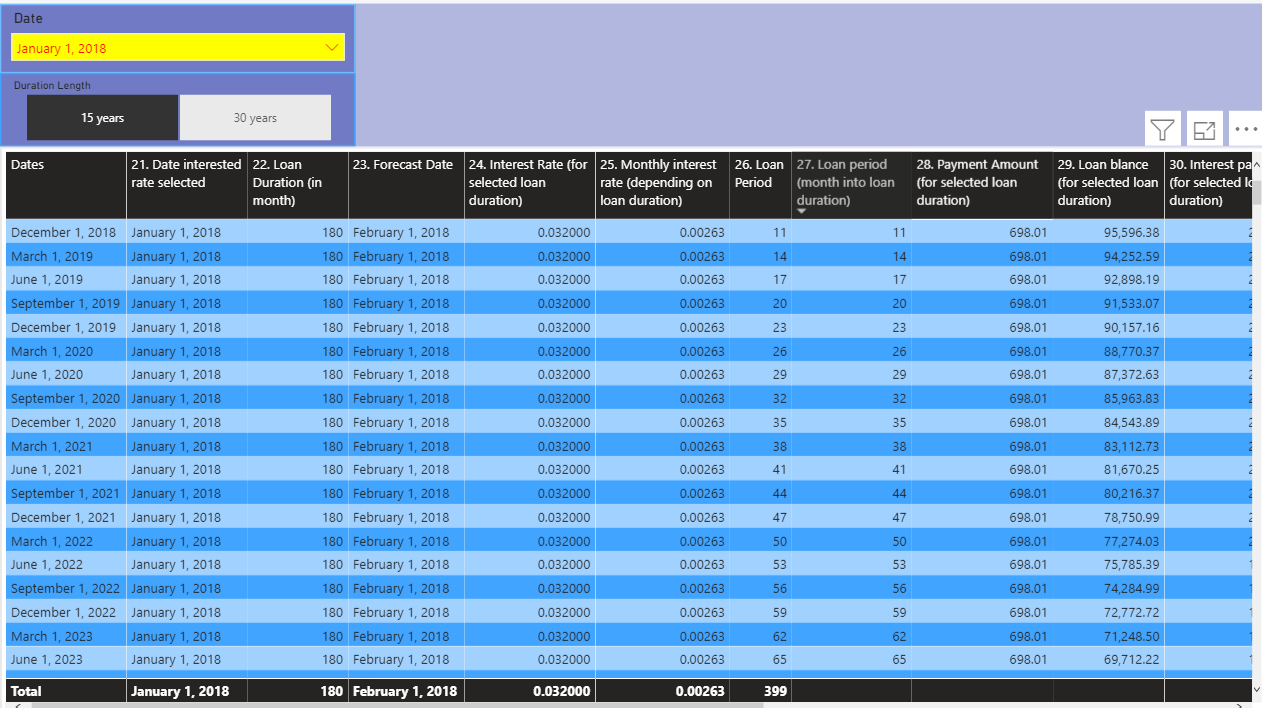 Date
January 1, 2018
Duration Length
15 years 30 years
Dates 21. Date interested 22. Loan 23. Forecast Date 24. Interest Rate (for 25. Monthly interest 26. Loan 27. Loan period 28. Payment Amount 29. Loan blance 30. Interest pa
rate selected Duration (in selected loan rate (depending on Period (month into loan (for selected loan (for selected loan (for selected lo
month) duration) loan duration) duration) duration) duration) duration)
December 1, 2018 January 1, 2018 180 February 1, 2018 0.032000 0.00263 11 11 698.01 95,596.38 2
March 1, 2019 January 1, 2018 180 February 1, 2018 0.032000 0.00263 14 14 698.01 94,252.59 2
June 1, 2019 January 1, 2018 180 February 1, 2018 0.032000 0.00263 17 17 698.01 92,898.19 2
September 1, 2019 January 1, 2018 180 February 1, 2018 0.032000 0.00263 20 20 698.01 91,533.07 2
December 1, 2019 January 1, 2018 180 February 1, 2018 0.032000 0.00263 23 23 698.01 90,157.16 2
March 1, 2020 January 1, 2018 180 February 1, 2018 0.032000 0.00263 26 26 698.01 88,770.37 2
June 1, 2020 January 1, 2018 180 February 1, 2018 0.032000 0.00263 29 29 698.01 87,372.63 2
September 1, 2020 January 1, 2018 180 February 1, 2018 0.032000 0.00263 32 32 698.01 85,963.83 2
December 1, 2020 January 1, 2018 180 February 1, 2018 0.032000 0.00263 35 35 698.01 84,543.89 2
March 1, 2021 January 1, 2018 180 February 1, 2018 0.032000 0.00263 38 38 698.01 83,112.73 2
June 1, 2021 January 1, 2018 180 February 1, 2018 0.032000 0.00263 41 41 698.01 81,670.25 2
September 1, 2021 January 1, 2018 180 February 1, 2018 0.032000 0.00263 44 44 698.01 80,216.37 2
December 1, 2021 January 1, 2018 180 February 1, 2018 0.032000 0.00263 47 47 698.01 78,750.99 2
March 1, 2022 January 1, 2018 180 February 1, 2018 0.032000 0.00263 50 50 698.01 77,274.03 2
June 1, 2022 January 1, 2018 180 February 1, 2018 0.032000 0.00263 53 53 698.01 75,785.39 1
September 1, 2022 January 1, 2018 180 February 1, 2018 0.032000 0.00263 56 56 698.01 74,284.99 1
December 1, 2022 January 1, 2018 180 February 1, 2018 0.032000 0.00263 59 59 698.01 72,772.72 1
March 1, 2023 January 1, 2018 180 February 1, 2018 0.032000 0.00263 62 62 698.01 71,248.50 1
June 1, 2023 January 1, 2018 180 February 1, 2018 0.032000 0.00263 65 65 698.01 69,712.22 1
Total January 1, 2018 180 February 1, 2018 0.032000 0.00263 399